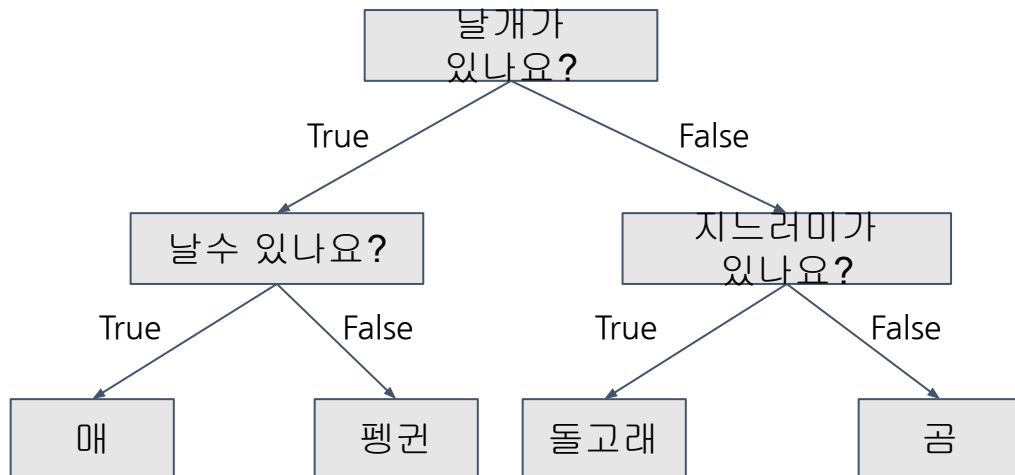 날개가
있나요?
True
False
날수 있나요?
지느러미가
있나요?
True
False
True
False
매
펭귄
돌고래
곰